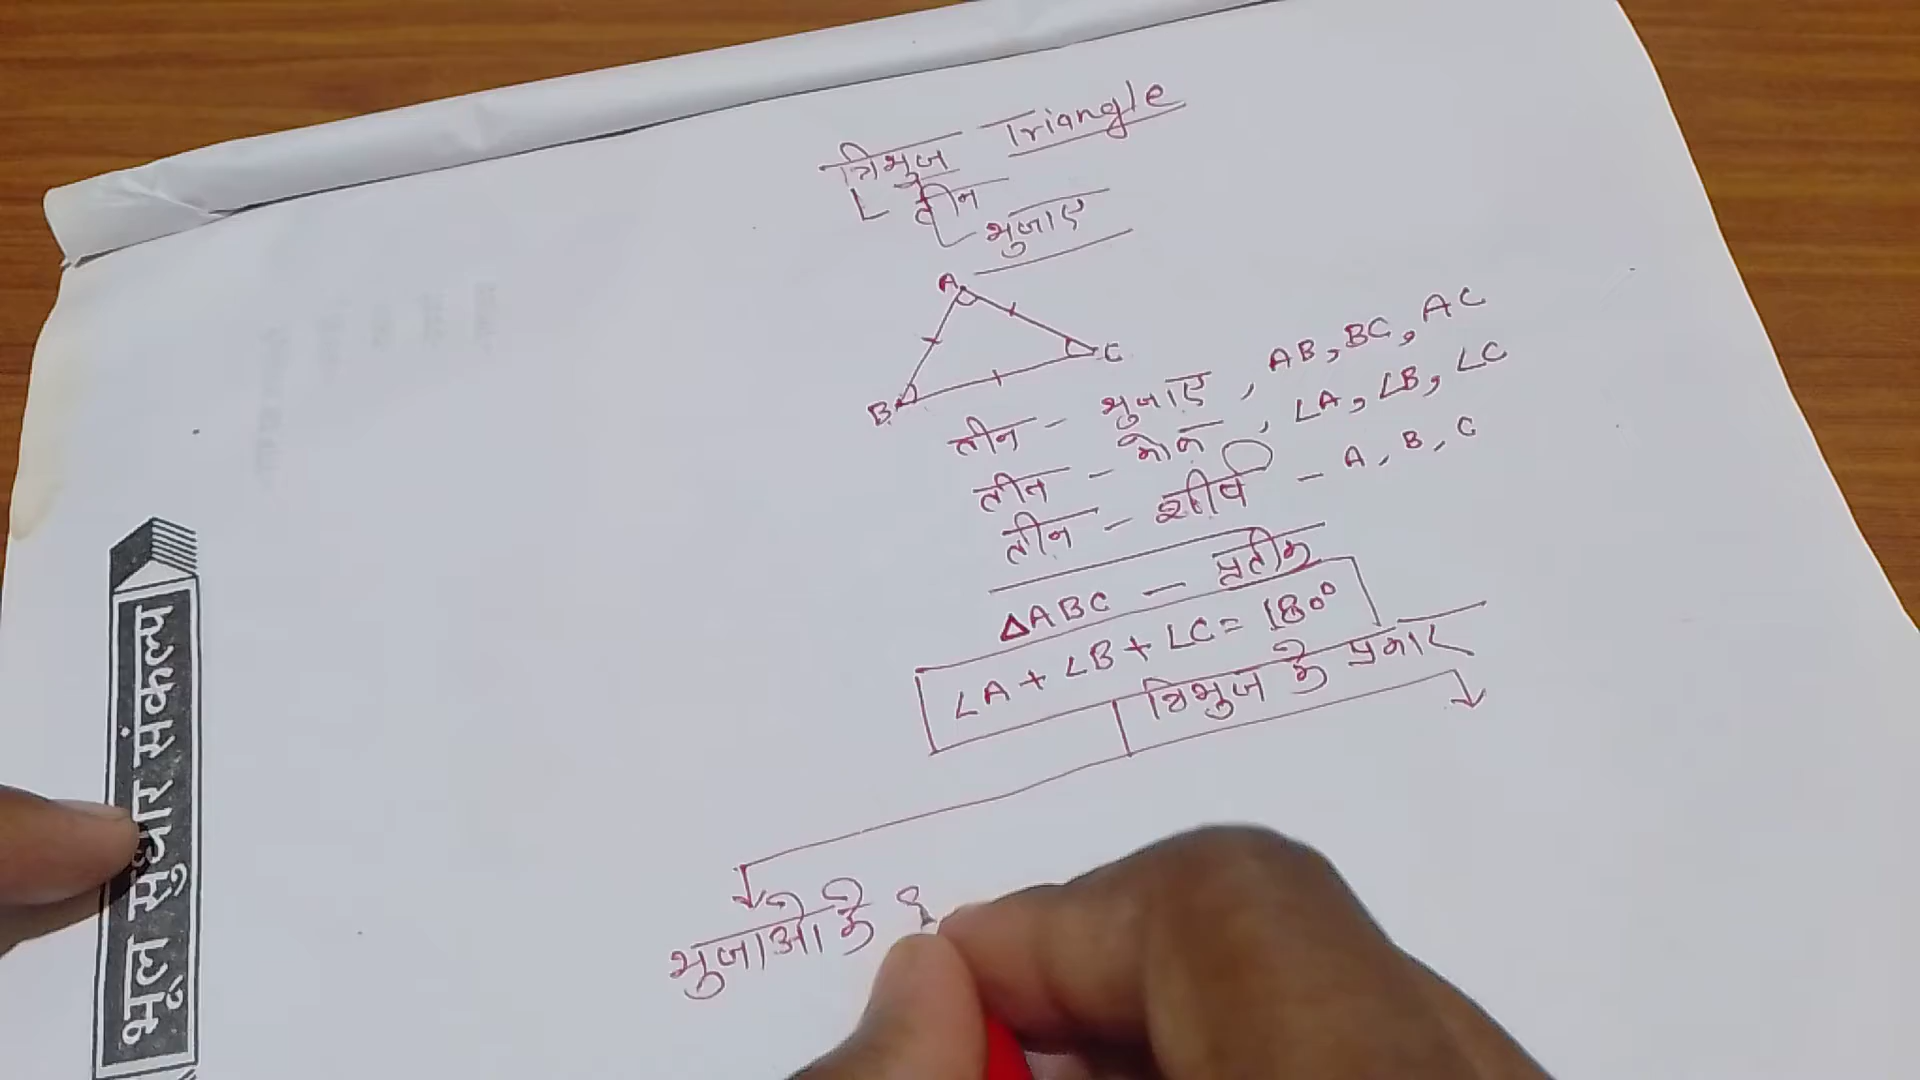 त्रिभुज Triangle
तीन
भुजाए
A
B
C
तीन - भुजाए, AB, BC, AC
तीन - कोण, ∠A, ∠B, ∠C
तीन - शीर्ष - A, B, C
ΔABC - प्रतीक
∠A + ∠B + ∠C = 180°
त्रिभुज के प्रकार
भुजाओ के
भूल सुधार संकल्प